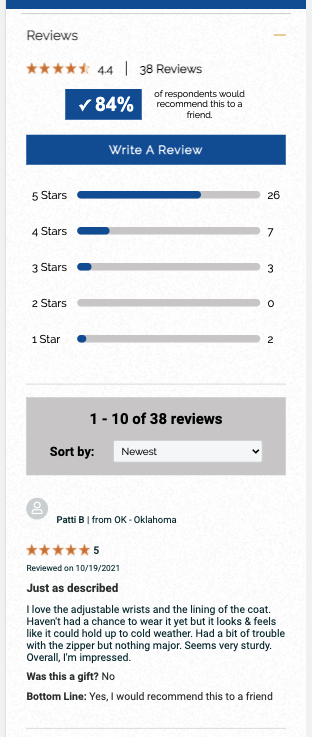 Reviews
4.4 | 38 Reviews
✓84%
of respondents would
recommend this to a
friend.
Write A Review
5 Stars 26
4 Stars 7
3 Stars 3
2 Stars 0
1 Star 2
1 - 10 of 38 reviews
Sort by: Newest
Patti B | from OK - Oklahoma
5
Reviewed on 10/19/2021
Just as described
I love the adjustable wrists and the lining of the coat.
Haven't had a chance to wear it yet but it looks & feels
like it could hold up to cold weather. Had a bit of trouble
with the zipper but nothing major. Seems very sturdy.
Overall, I'm impressed.
Was this a gift? No
Bottom Line: Yes, I would recommend this to a friend